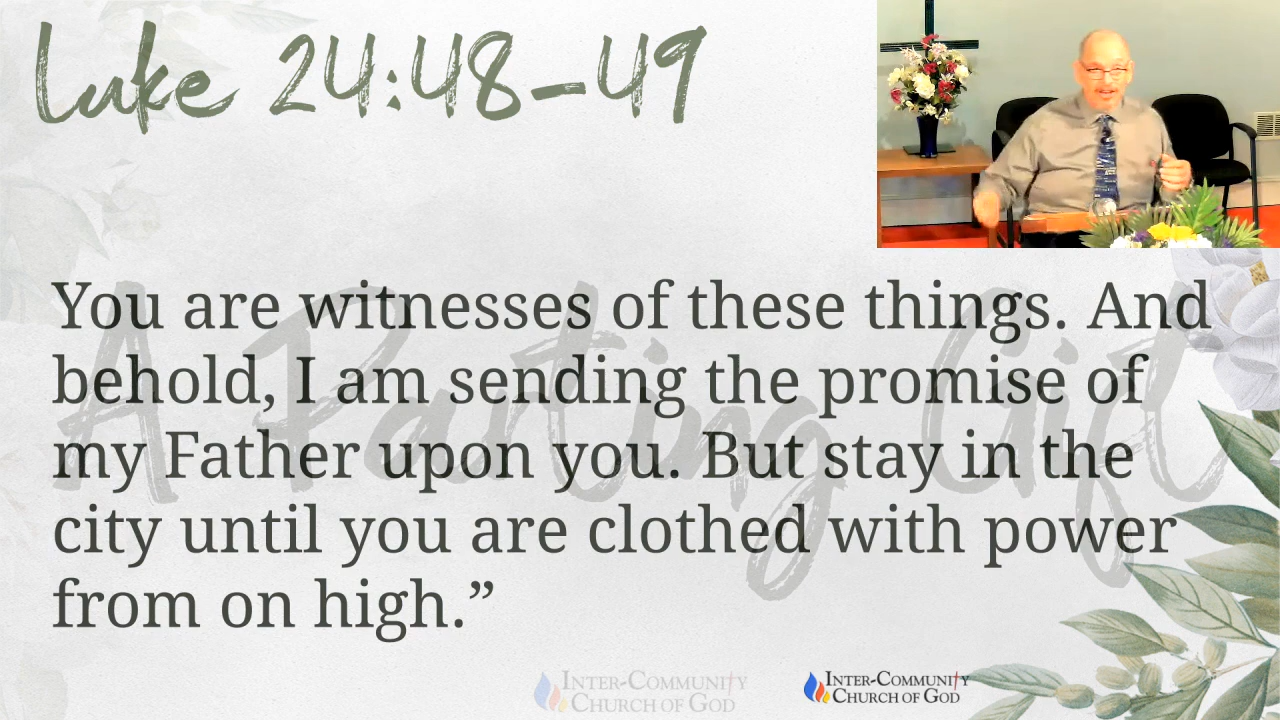 Luke 24:48-49
You are witnesses of these things. And
behold, I am sending the promise of
my Father upon you. But stay in the
city until you are clothed with power
from on high.”
A Parting Gift
Inter-Community
Church of God
Inter-Community
Church of God